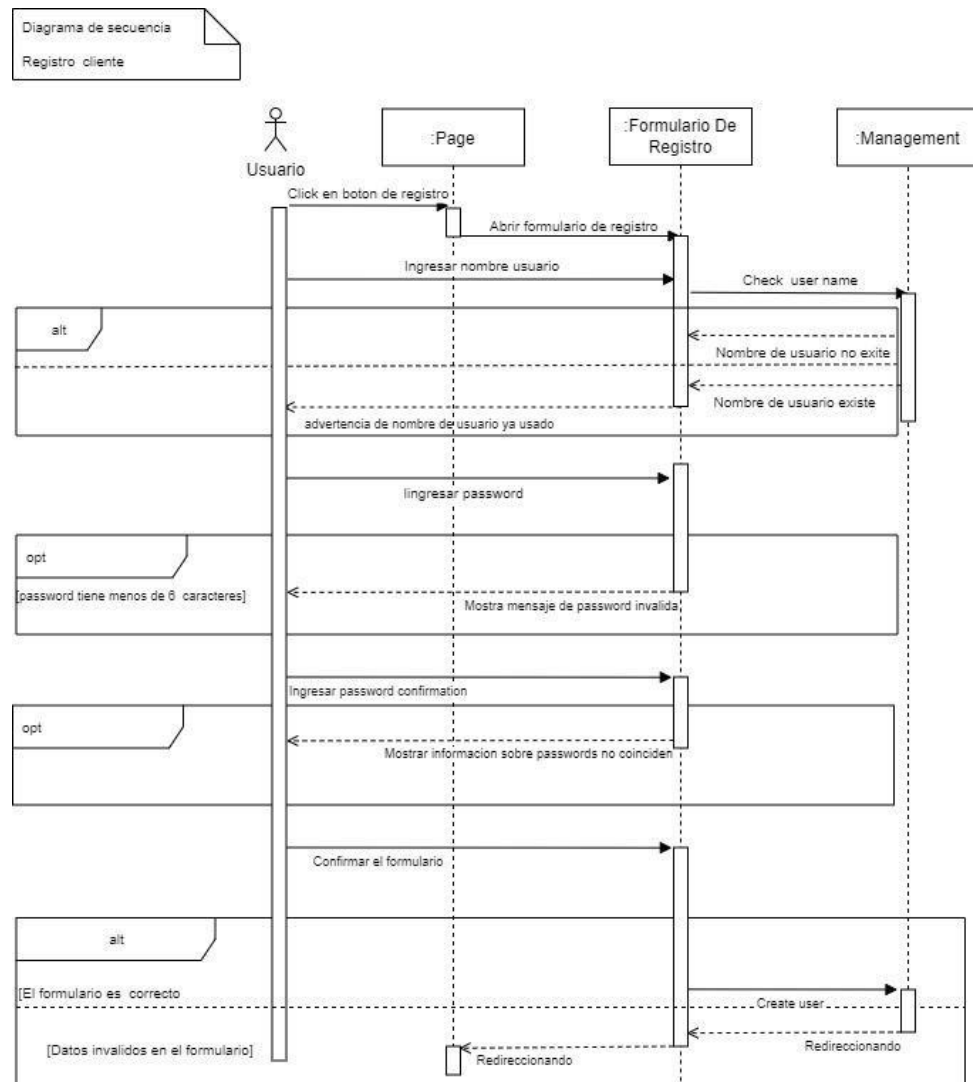 Diagrama de secuencia
Registro cliente
Usuario
:Page
:Formulario De
Registro
:Management
Click en boton de registro
Abrir formulario de registro
Ingresar nombre usuario
Check user name
alt
Nombre de usuario no exite
Nombre de usuario existe
advertencia de nombre de usuario ya usado
Iingresar password
opt
[password tiene menos de 6 caracteres]
Mostra mensaje de password invalida
Ingresar password confirmation
opt
Mostrar informacion sobre passwords no coinciden
Confirmar el formulario
alt
[El formulario es correcto
Create user
Redireccionando
[Datos invalidos en el formulario]
Redireccionando